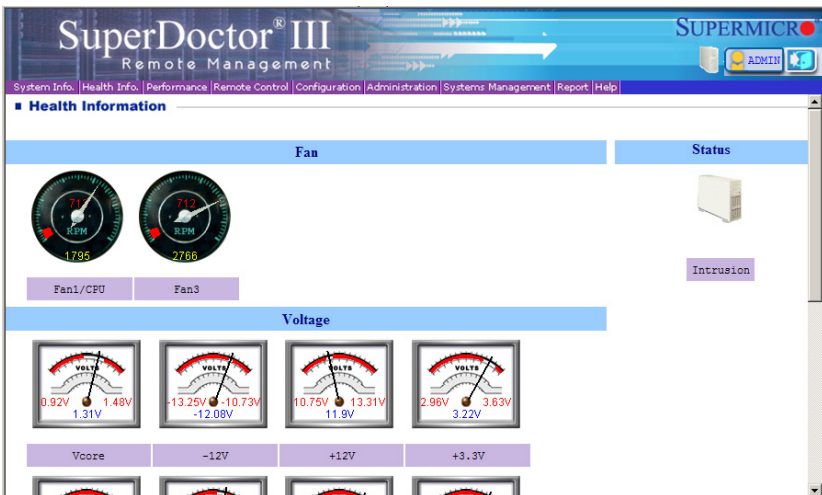 SuperDoctor® III
Remote Management
SUPERMICRO
ADMIN
System Info. Health Info. Performance Remote Control Configuration Administration Systems Management Report Help
Health Information
Fan Status
712
RPM RPM
1795 2766
Fan1/CPU Fan3
Intrusion
Voltage
VOLTS VOLTS VOLTS VOLTS
0.92V 1.48V -13.25V -10.73V 10.75V 13.31V 2.96V 3.63V
1.31V -12.08V 11.9V 3.22V
Vcore -12V +12V +3.3V